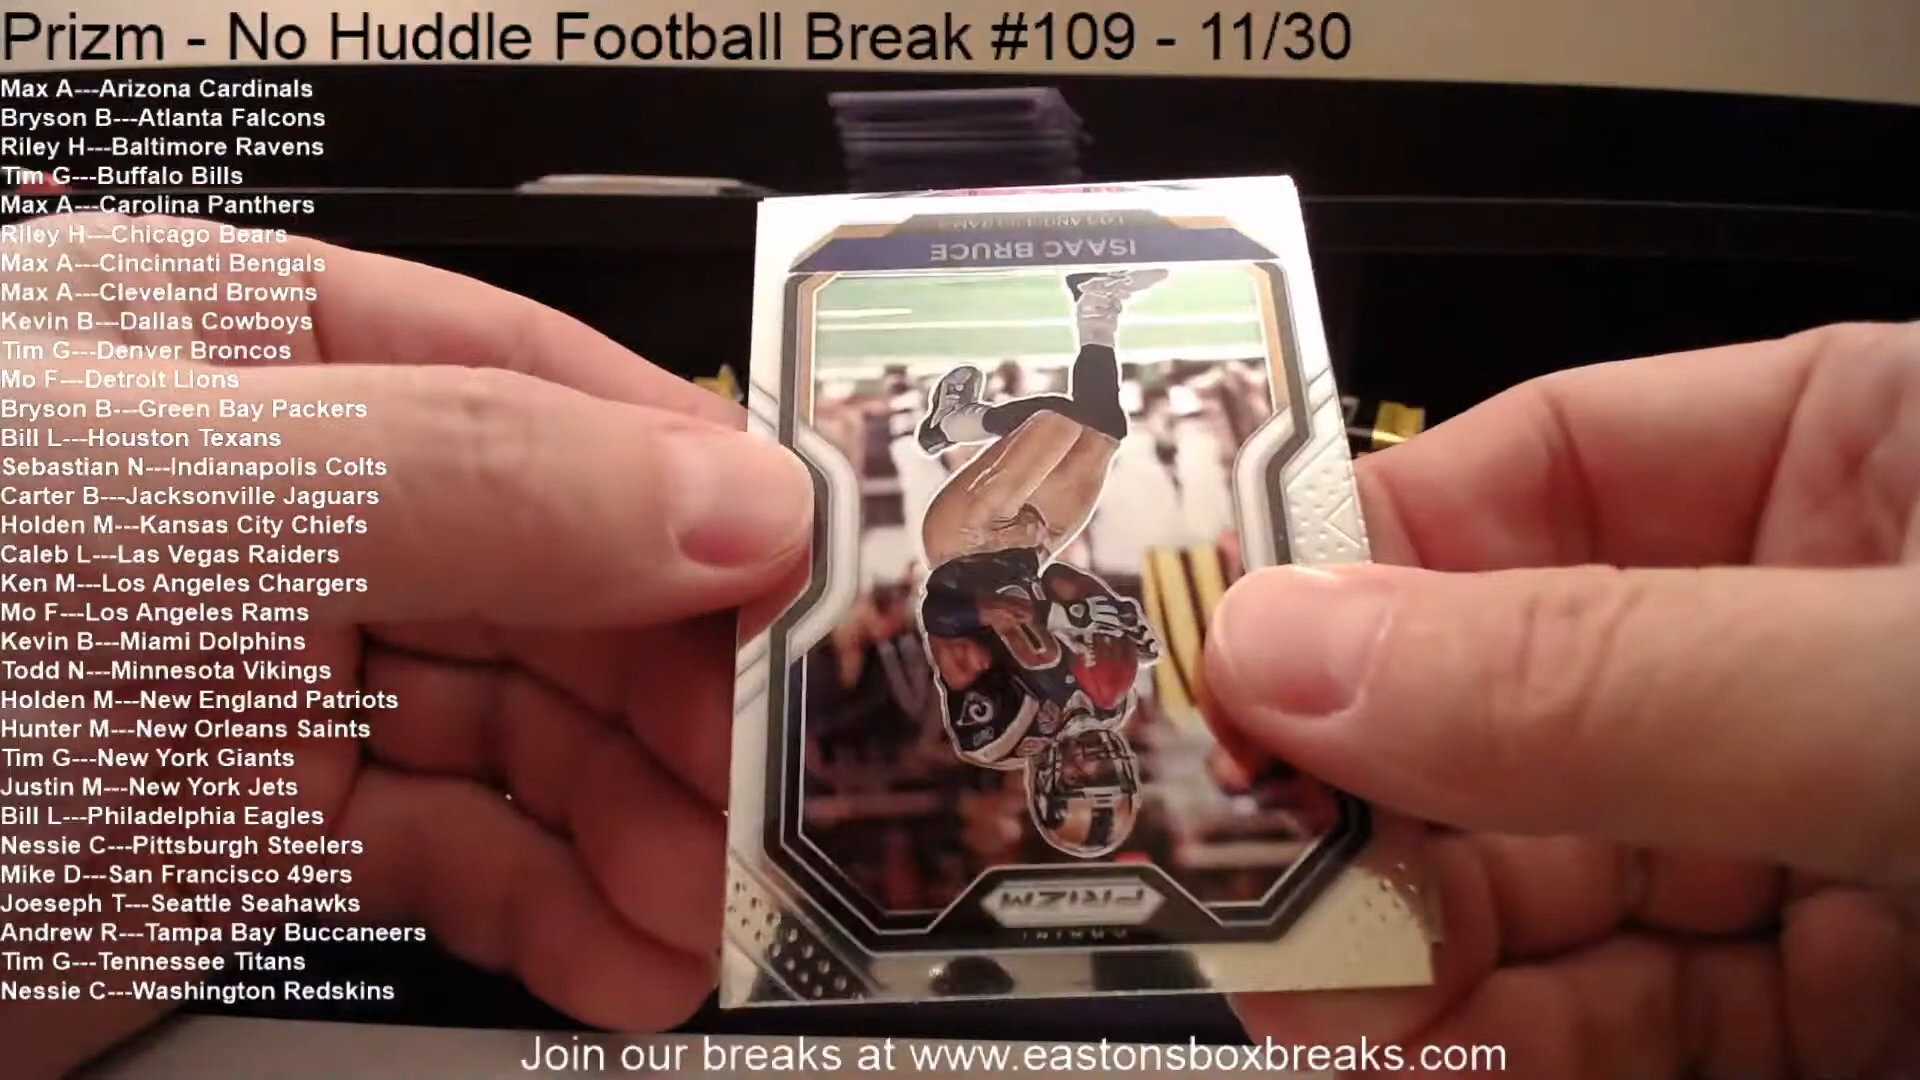 Prizm - No Huddle Football Break #109 - 11/30
Max A---Arizona Cardinals
Bryson B---Atlanta Falcons
Riley H---Baltimore Ravens
Tim G---Buffalo Bills
Max A---Carolina Panthers
Riley H---Chicago Bears
Max A---Cincinnati Bengals
Max A---Cleveland Browns
Kevin B---Dallas Cowboys
Tim G---Denver Broncos
Mo F---Detroit LIons
Bryson B---Green Bay Packers
Bill L---Houston Texans
Sebastian N---Indianapolis Colts
Carter B---Jacksonville Jaguars
Holden M---Kansas City Chiefs
Caleb L---Las Vegas Raiders
Ken M---Los Angeles Chargers
Mo F---Los Angeles Rams
Kevin B---Miami Dolphins
Todd N---Minnesota Vikings
Holden M---New England Patriots
Hunter M---New Orleans Saints
Tim G---New York Giants
Justin M---New York Jets
Bill L---Philadelphia Eagles
Nessie C---Pittsburgh Steelers
Mike D---San Francisco 49ers
Joeseph T---Seattle Seahawks
Andrew R---Tampa Bay Buccaneers
Tim G---Tennessee Titans
Nessie C---Washington Redskins
LOS ANGELES RAMS
ISAAC BRUCE
PRIZM
PANINI
Join our breaks at www.eastonsboxbreaks.com